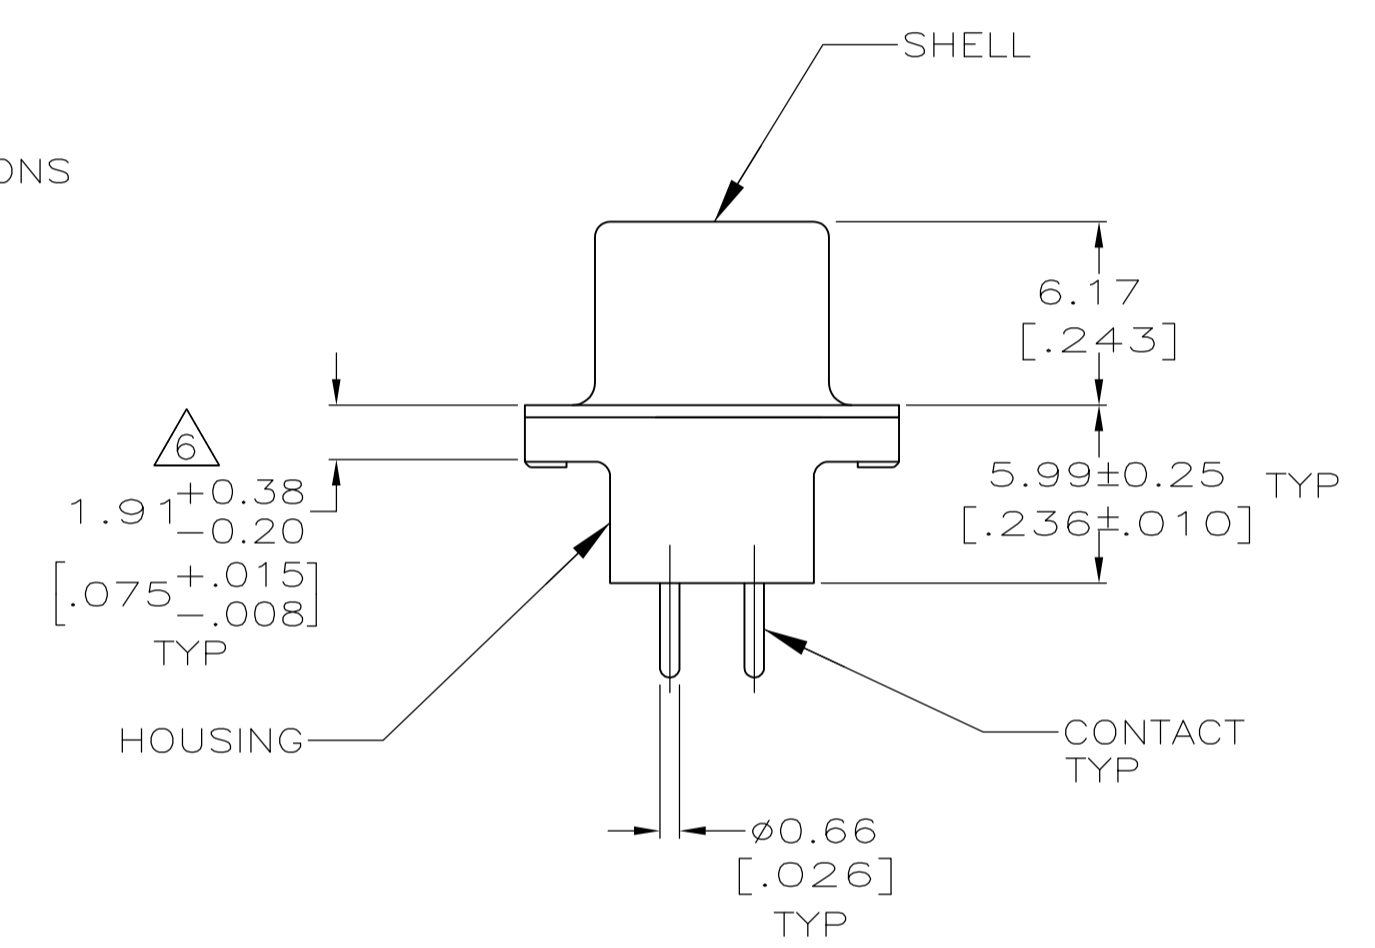 SHELL
ONS
6.17
[.243]
6
1.91 +0.38
-0.20
[.075 +.015
-.008]
TYP
5.99±0.25 TYP
[.236±.010]
HOUSING
CONTACT
TYP
ø0.66
[.026]
TYP